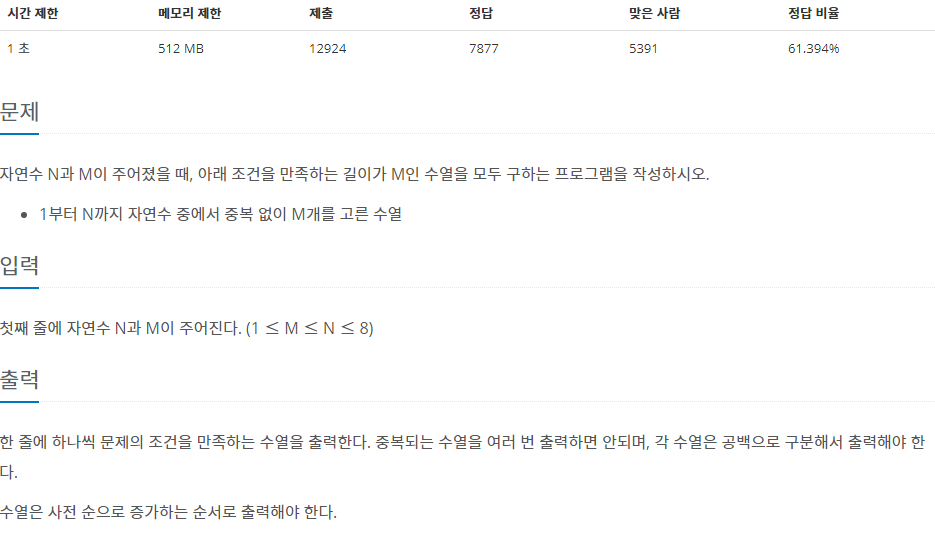 시간 제한 메모리 제한 제출 정답 맞은 사람 정답 비율
1 초 512 MB 12924 7877 5391 61.394%
문제
자연수 N과 M이 주어졌을 때, 아래 조건을 만족하는 길이가 M인 수열을 모두 구하는 프로그램을 작성하시오.
• 1부터 N까지 자연수 중에서 중복 없이 M개를 고른 수열
입력
첫째 줄에 자연수 N과 M이 주어진다. (1 ≤ M ≤ N ≤ 8)
출력
한 줄에 하나씩 문제의 조건을 만족하는 수열을 출력한다. 중복되는 수열을 여러 번 출력하면 안되며, 각 수열은 공백으로 구분해서 출력해야 한
다.
수열은 사전 순으로 증가하는 순서로 출력해야 한다.